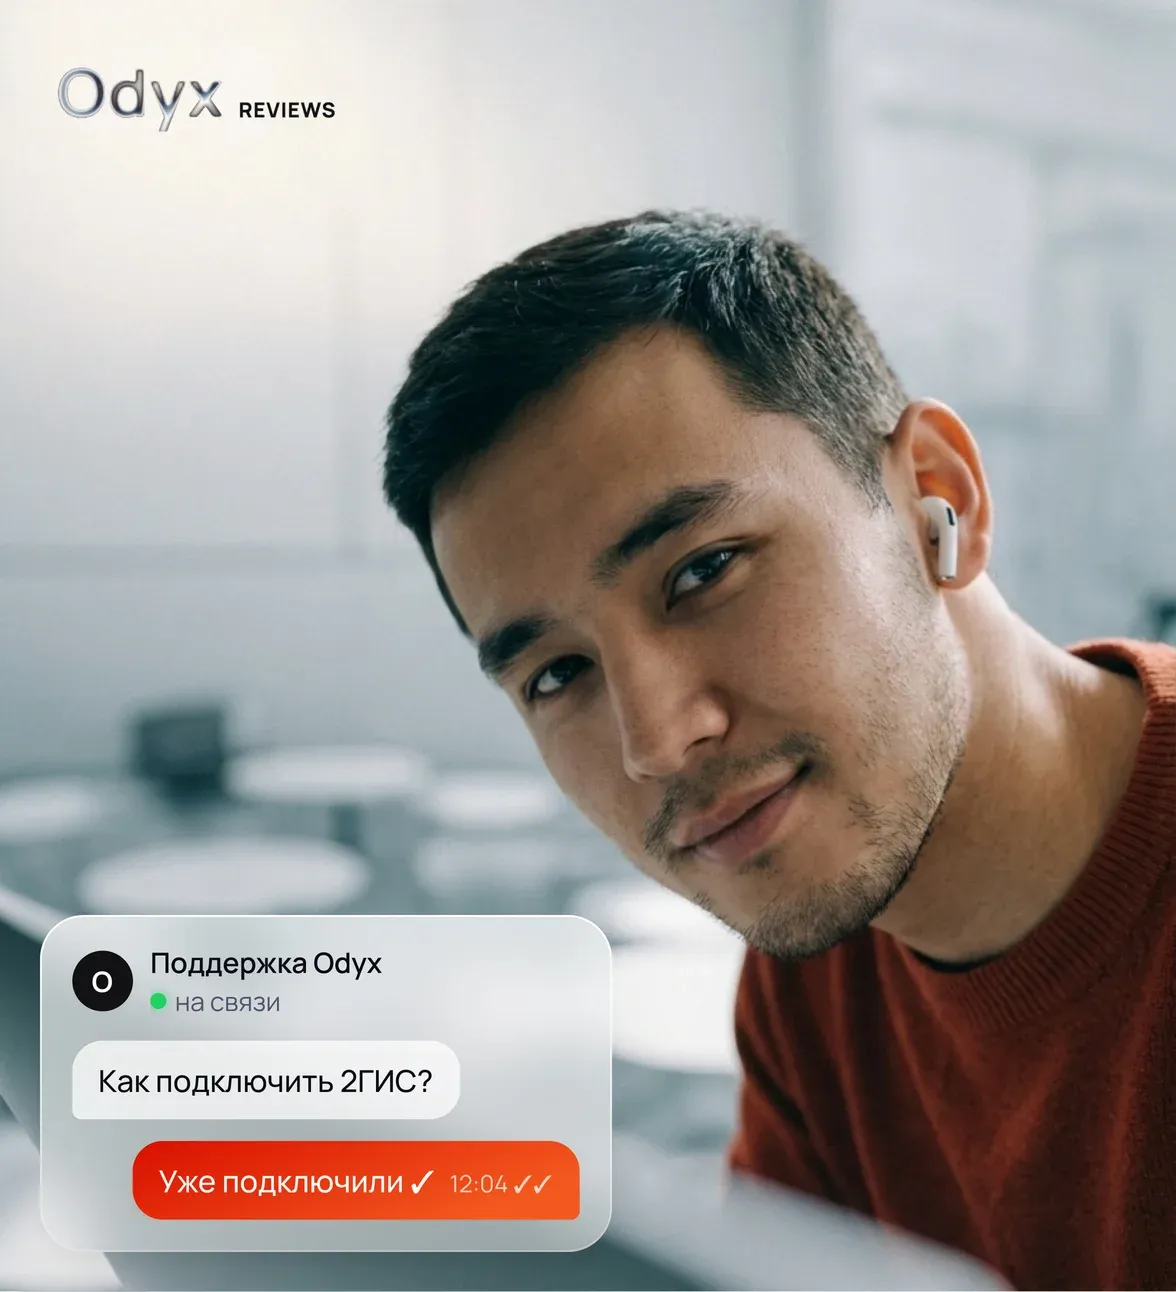 Odyx REVIEWS
O
Поддержка Odyx
на связи
Как подключить 2ГИС?
Уже подключили ✓ 12:04 ✓✓